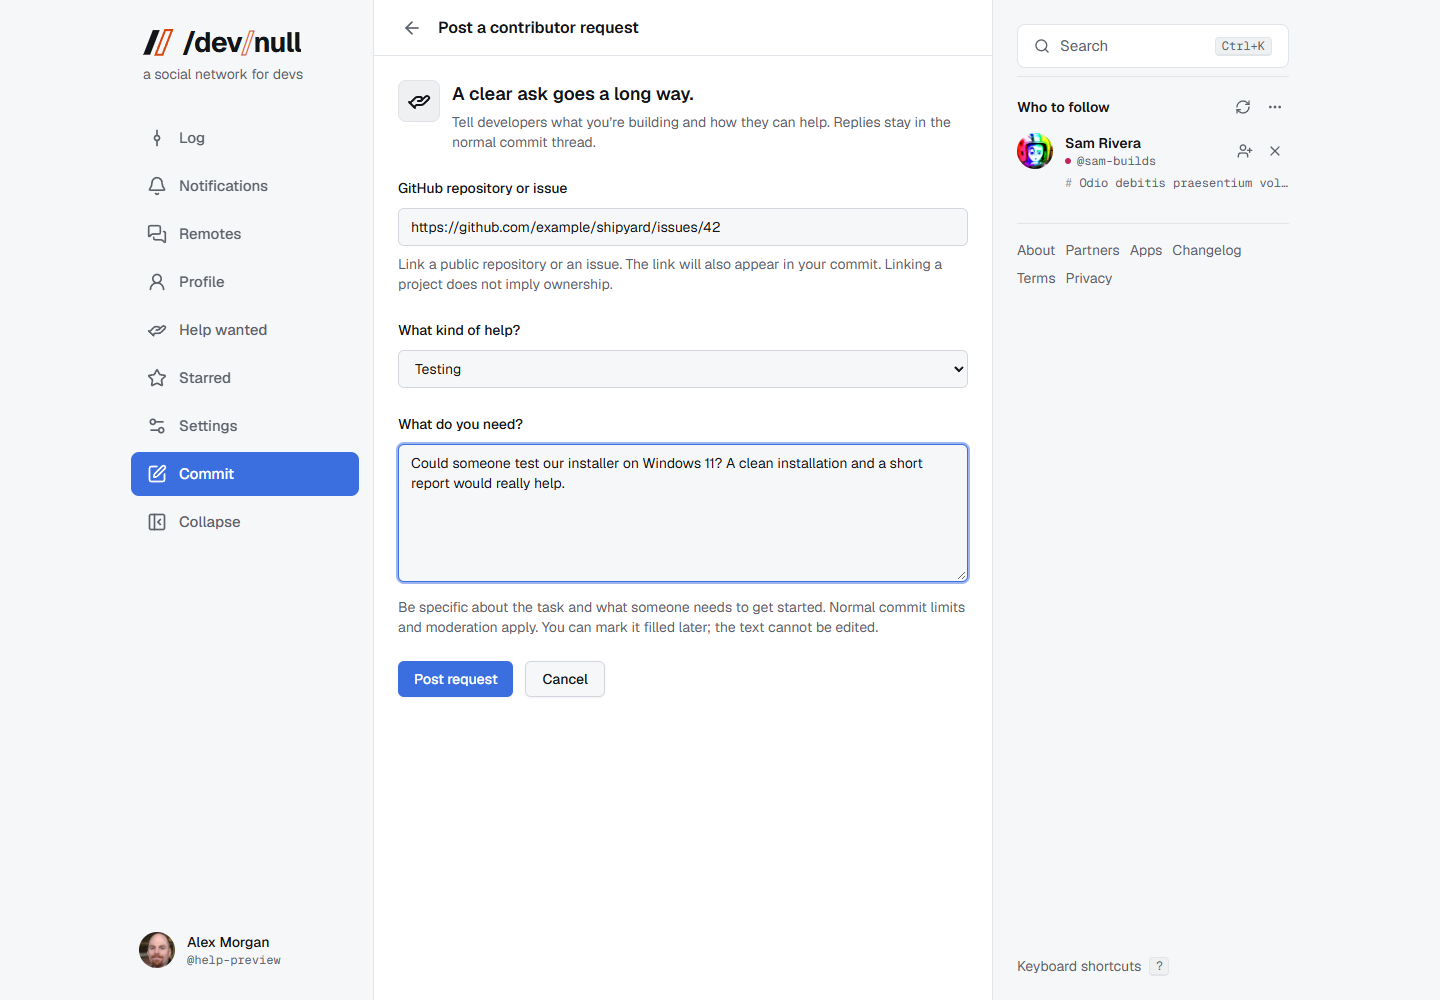 /dev/null
a social network for devs
Log
Notifications
Remotes
Profile
Help wanted
Starred
Settings
Commit
Collapse
Alex Morgan
@help-preview
Post a contributor request
A clear ask goes a long way.
Tell developers what you're building and how they can help. Replies stay in the
normal commit thread.
GitHub repository or issue
https://github.com/example/shipyard/issues/42
Link a public repository or an issue. The link will also appear in your commit. Linking a
project does not imply ownership.
What kind of help?
Testing
What do you need?
Could someone test our installer on Windows 11? A clean installation and a short
report would really help.
Be specific about the task and what someone needs to get started. Normal commit limits
and moderation apply. You can mark it filled later; the text cannot be edited.
Post request
Cancel
Search
Ctrl+K
Who to follow
Sam Rivera
@sam-builds
# Odio debitis praesentium vol…
About Partners Apps Changelog
Terms Privacy
Keyboard shortcuts ?